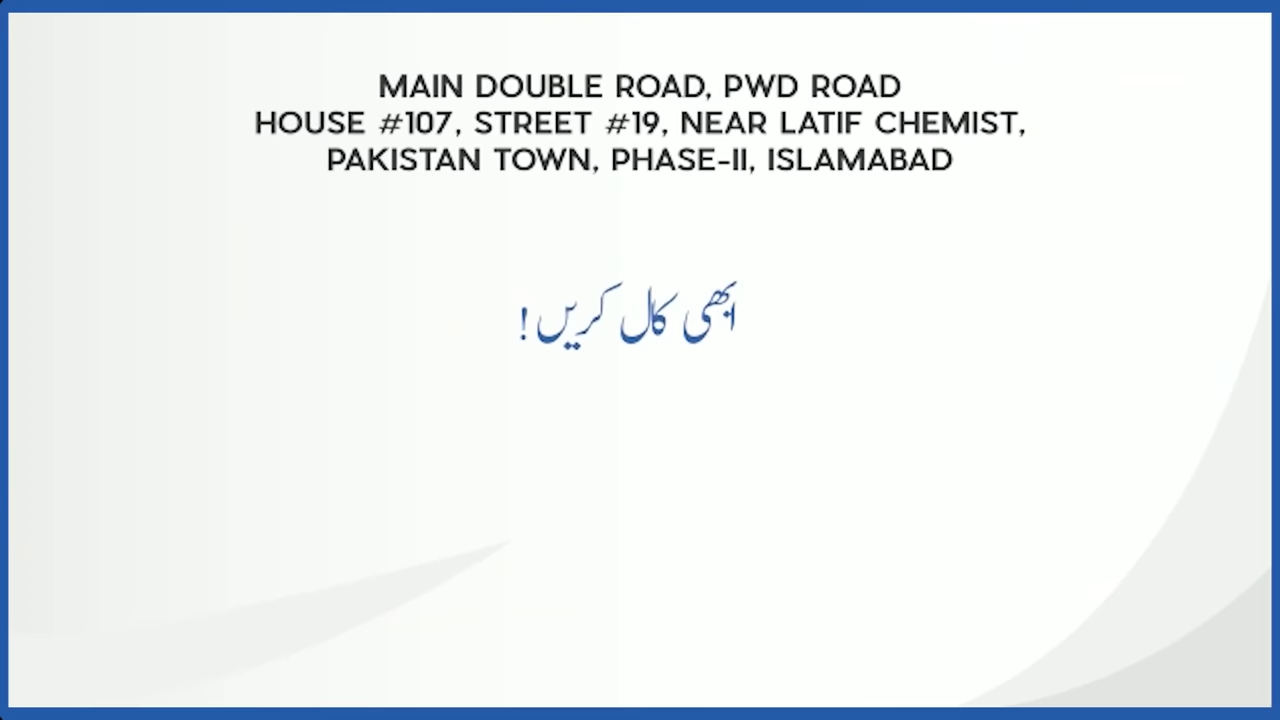 MAIN DOUBLE ROAD, PWD ROAD
HOUSE #107, STREET #19, NEAR LATIF CHEMIST,
PAKISTAN TOWN, PHASE-II, ISLAMABAD
ابھی کال کریں!